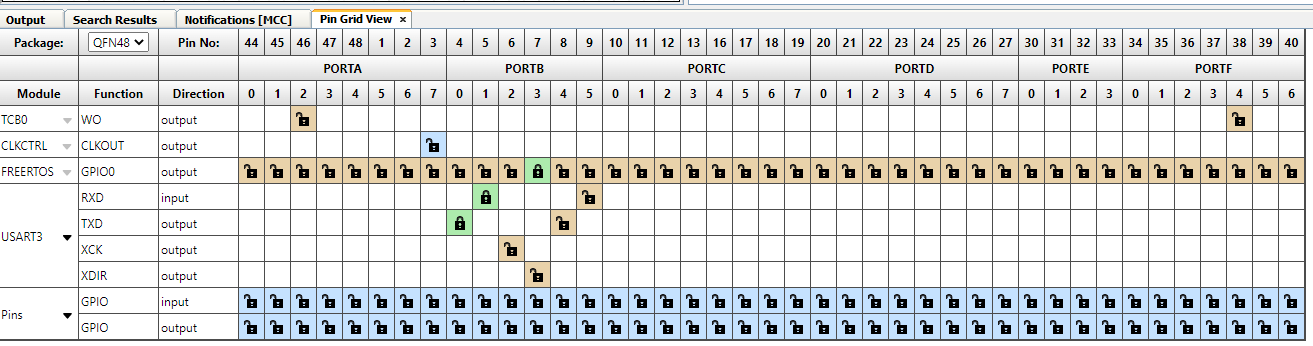 Output Search Results Notifications [MCC] Pin Grid View ×
Package: QFN48 Pin No: 44 45 46 47 48 1 2 3 4 5 6 7 8 9 10 11 12 13 14 15 16 17 18 19 20 21 22 23 24 25 26 27 30 31 32 33 34 35 36 37 38 39 40
PORTA PORTB PORTC PORTD PORTE PORTF
Module Function Direction 0 1 2 3 4 5 6 7 0 1 2 3 4 5 0 1 2 3 4 5 6 7 0 1 2 3 4 5 6 7 0 1 2 3 0 1 2 3 4 5 6
TCB0 WO output
CLKCTRL CLKOUT output
FREERTOS GPIO0 output
USART3
RXD input
TXD output
XCK output
XDIR output
Pins
GPIO input
GPIO output